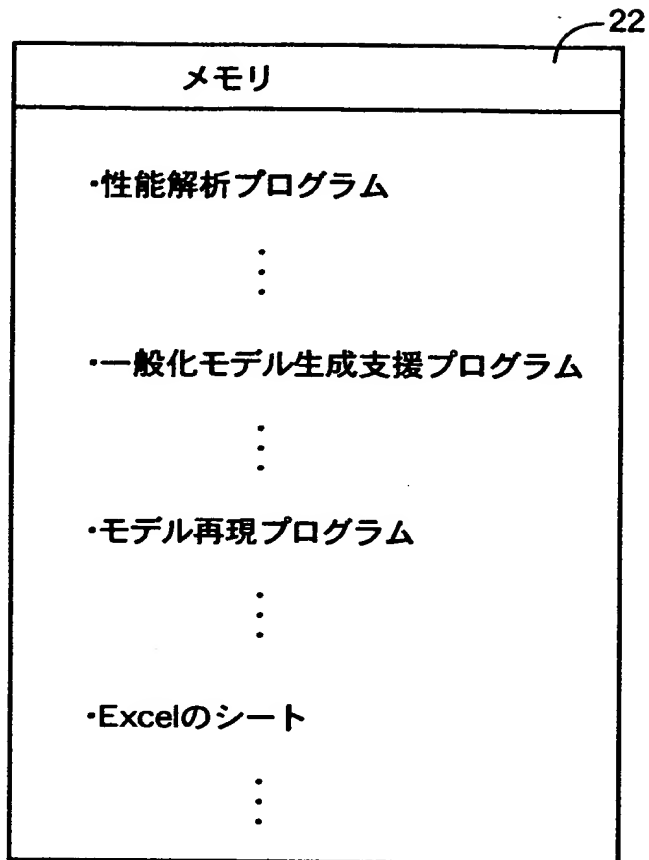 22
メモリ
・性能解析プログラム
・一般化モデル生成支援プログラム
・モデル再現プログラム
・Excelのシート